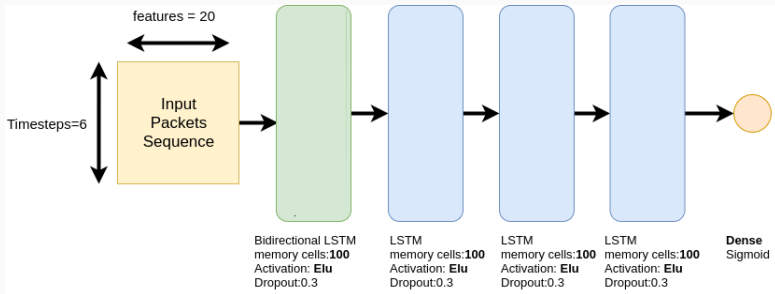 features = 20
Timesteps=6
Input
Packets
Sequence
Bidirectional LSTM
memory cells:100
Activation: Elu
Dropout:0.3
LSTM
memory cells:100
Activation: Elu
Dropout:0.3
LSTM
memory cells:100
Activation: Elu
Dropout:0.3
LSTM
memory cells:100
Activation: Elu
Dropout:0.3
Dense
Sigmoid